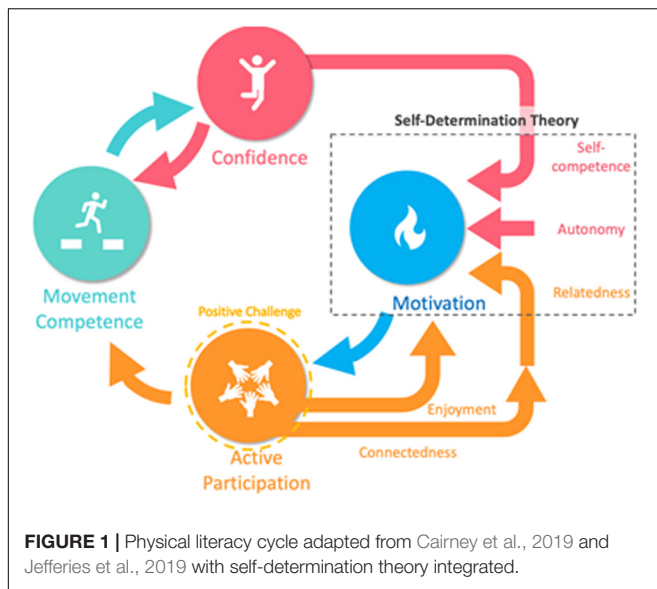 Self-Determination Theory
Confidence
Self-
competence
Autonomy
Movement
Competence
Motivation
Relatedness
Positive Challenge
Enjoyment
Connectedness
Active
Participation
FIGURE 1 | Physical literacy cycle adapted from Cairney et al., 2019 and
Jefferies et al., 2019 with self-determination theory integrated.